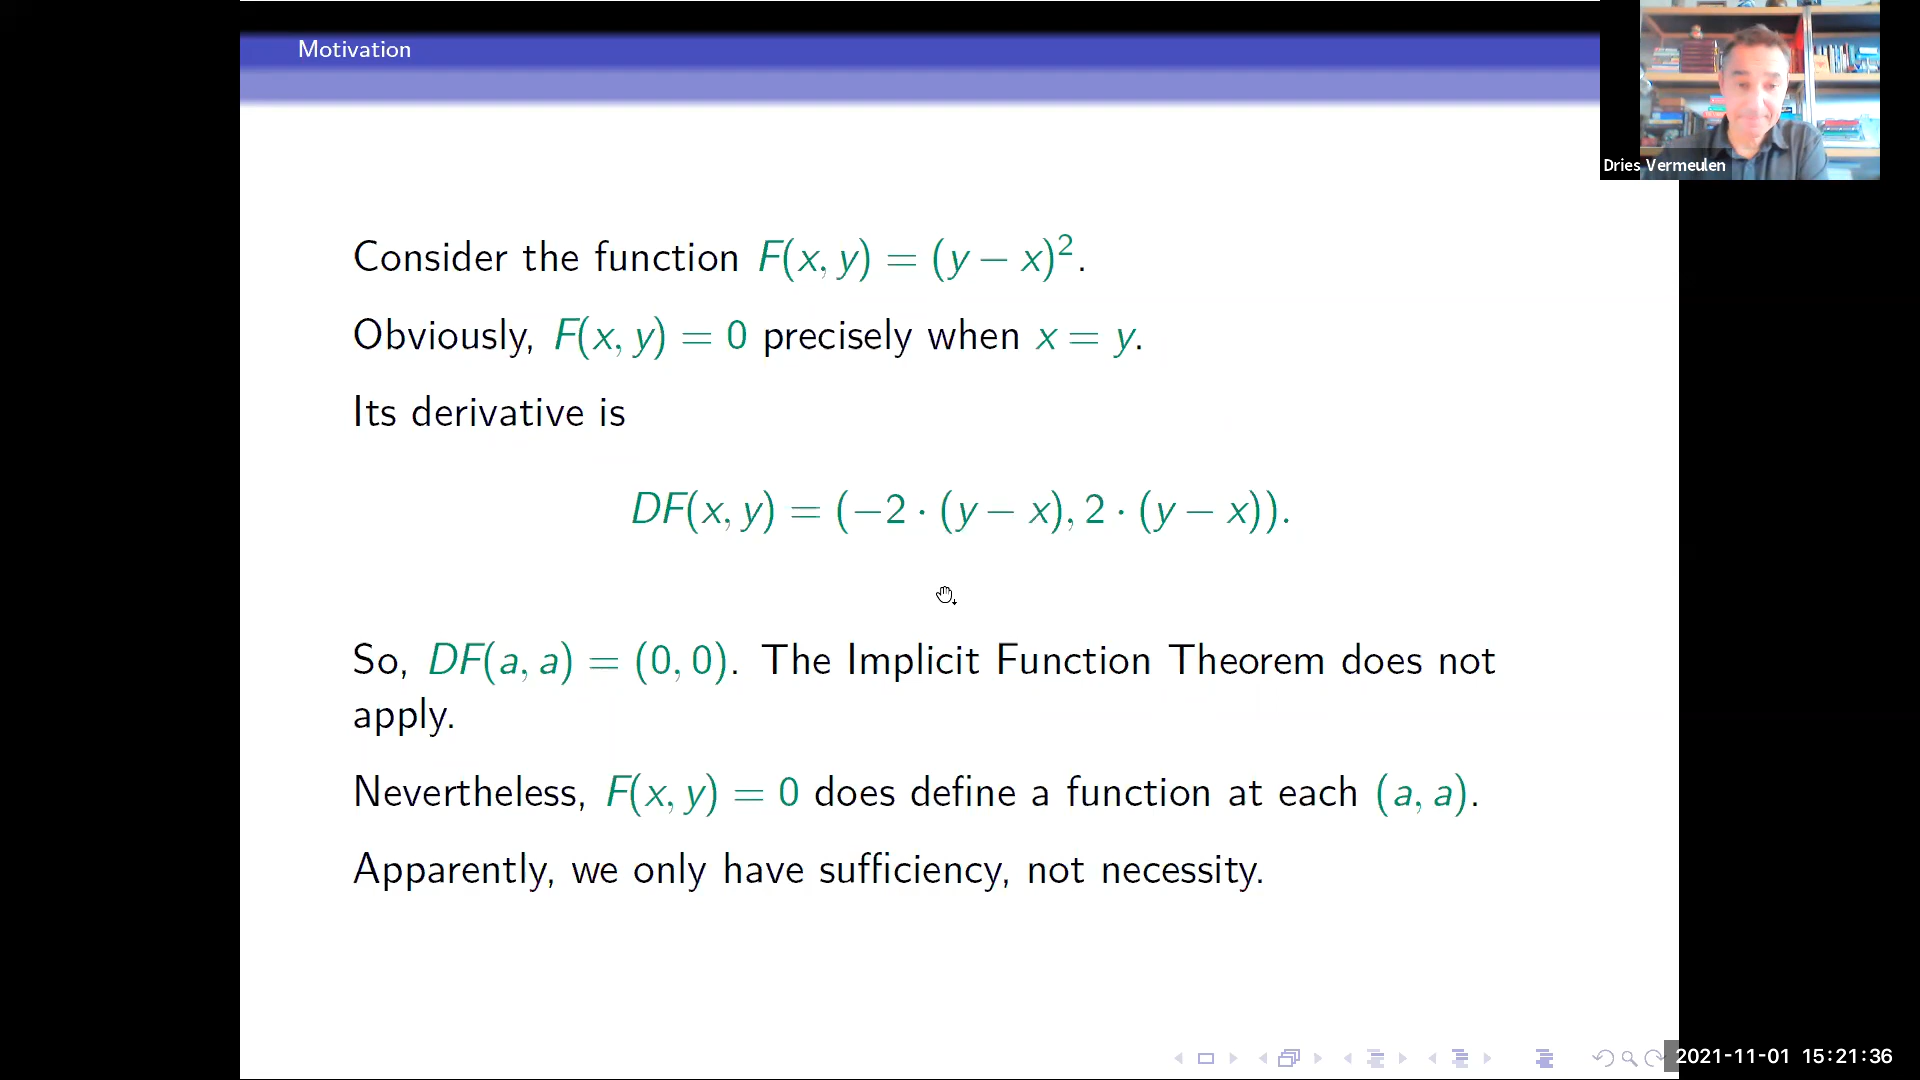 Motivation
Dries Vermeulen
Consider the function F(x, y) = (y − x)².
Obviously, F(x, y) = 0 precisely when x = y.
Its derivative is
DF(x, y) = (−2 · (y − x), 2 · (y − x)).
So, DF(a, a) = (0, 0). The Implicit Function Theorem does not
apply.
Nevertheless, F(x, y) = 0 does define a function at each (a, a).
Apparently, we only have sufficiency, not necessity.
2021-11-01 15:21:36